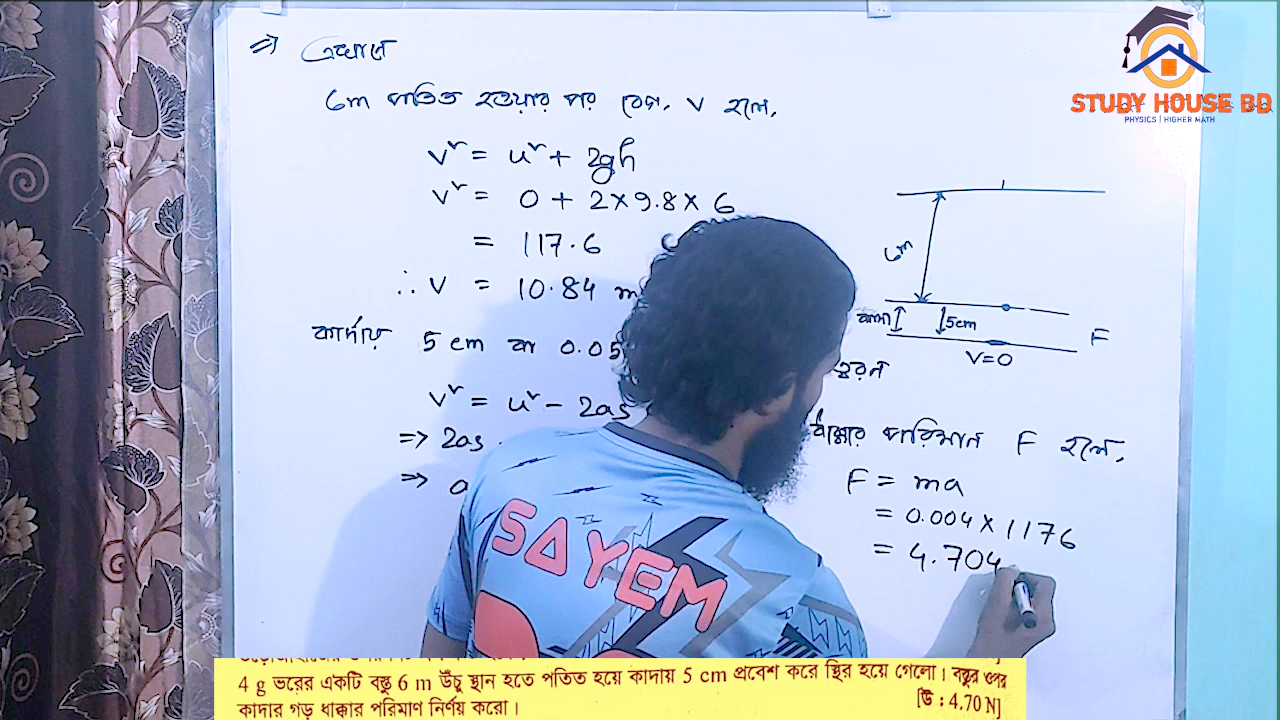 ⇒ এখানে
6m পতিত হওয়ার পর বেগ, v হলে,
v² = u² + 2gh
v² = 0 + 2×9.8×6
= 117.6
∴ v = 10.84 m
কাদায় 5 cm বা 0.05
v² = u² - 2as
⇒ 2as
⇒ a
6m
কাদা
5cm
F
v=0
ধাক্কার পরিমান F হলে,
F = ma
= 0.004 × 1176
= 4.704
SAYEM
STUDY HOUSE BD
PHYSICS | HIGHER MATH
4 g ভরের একটি বস্তু 6 m উঁচু স্থান হতে পতিত হয়ে কাদায় 5 cm প্রবেশ করে স্থির হয়ে গেলো। বস্তুর ওপর
কাদার গড় ধাক্কার পরিমাণ নির্ণয় করো। [উ : 4.70 N]